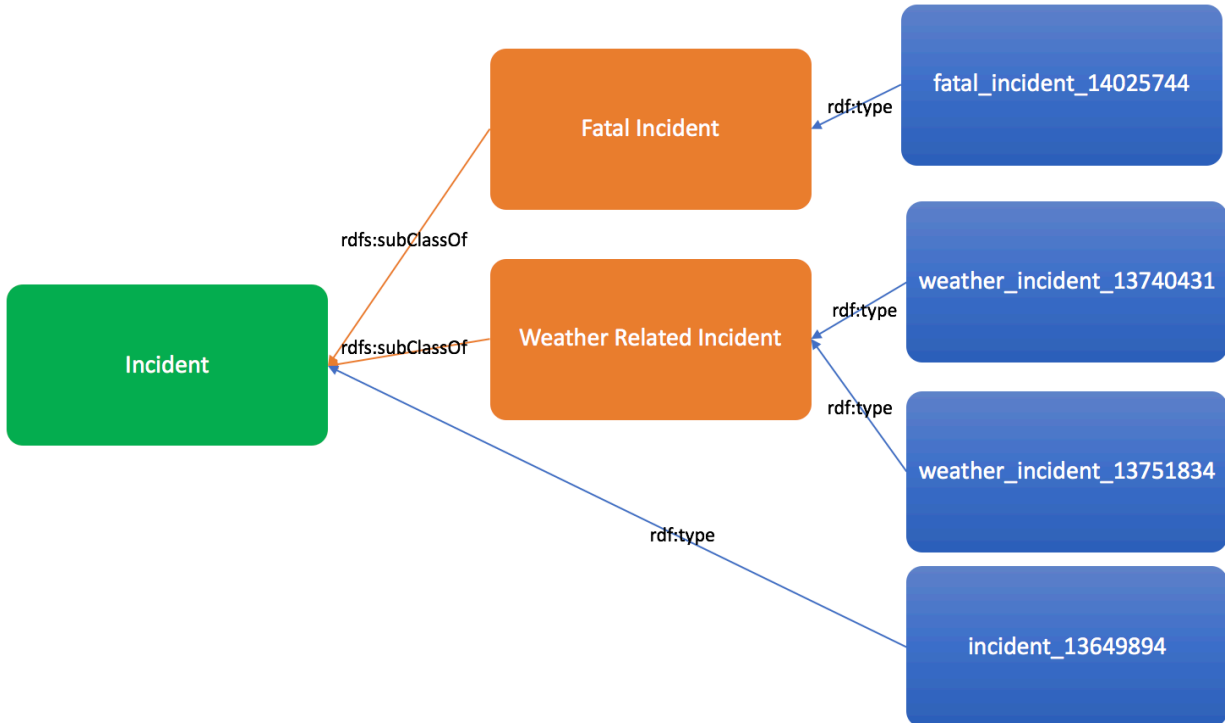 fatal_incident_14025744
rdf:type
Fatal Incident
rdfs:subClassOf
weather_incident_13740431
rdf:type
Weather Related Incident
rdfs:subClassOf
Incident
rdf:type
weather_incident_13751834
rdf:type
incident_13649894